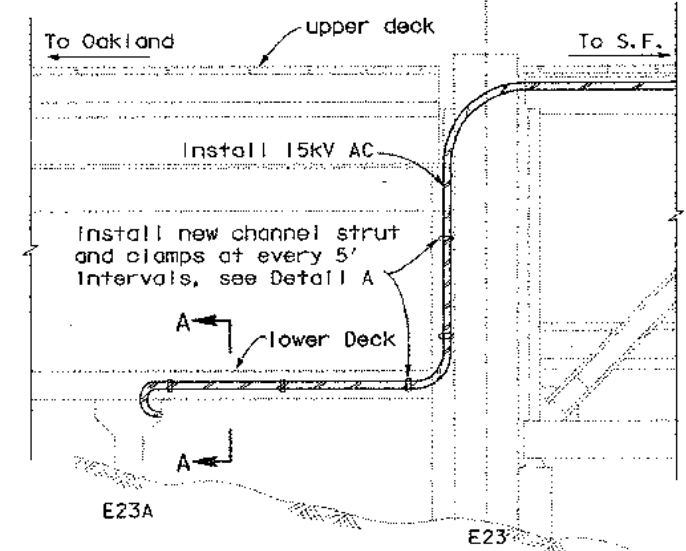 upper deck
To Oakland
To S.F.
Install 15kV AC
Install new channel strut
and clamps at every 5'
intervals, see Detail A
A
lower Deck
A
E23A
E23